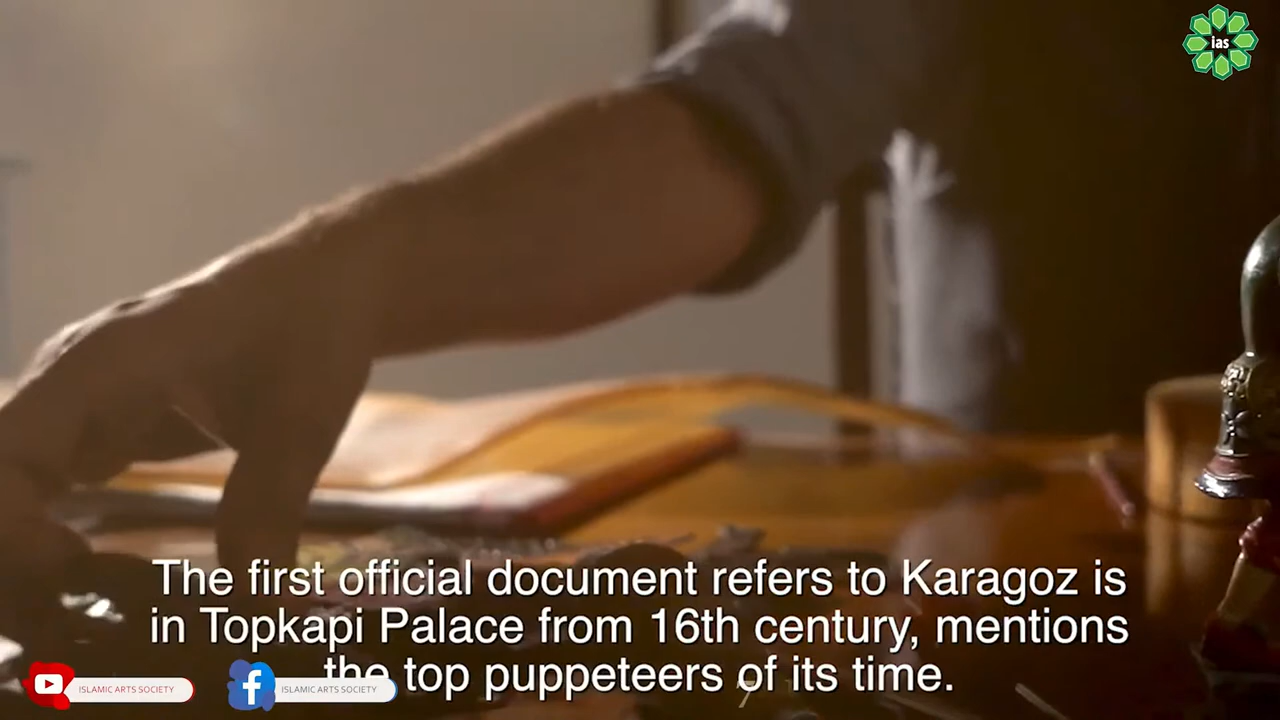 ias
The first official document refers to Karagoz is
in Topkapi Palace from 16th century, mentions
the top puppeteers of its time.
ISLAMIC ARTS SOCIETY
ISLAMIC ARTS SOCIETY